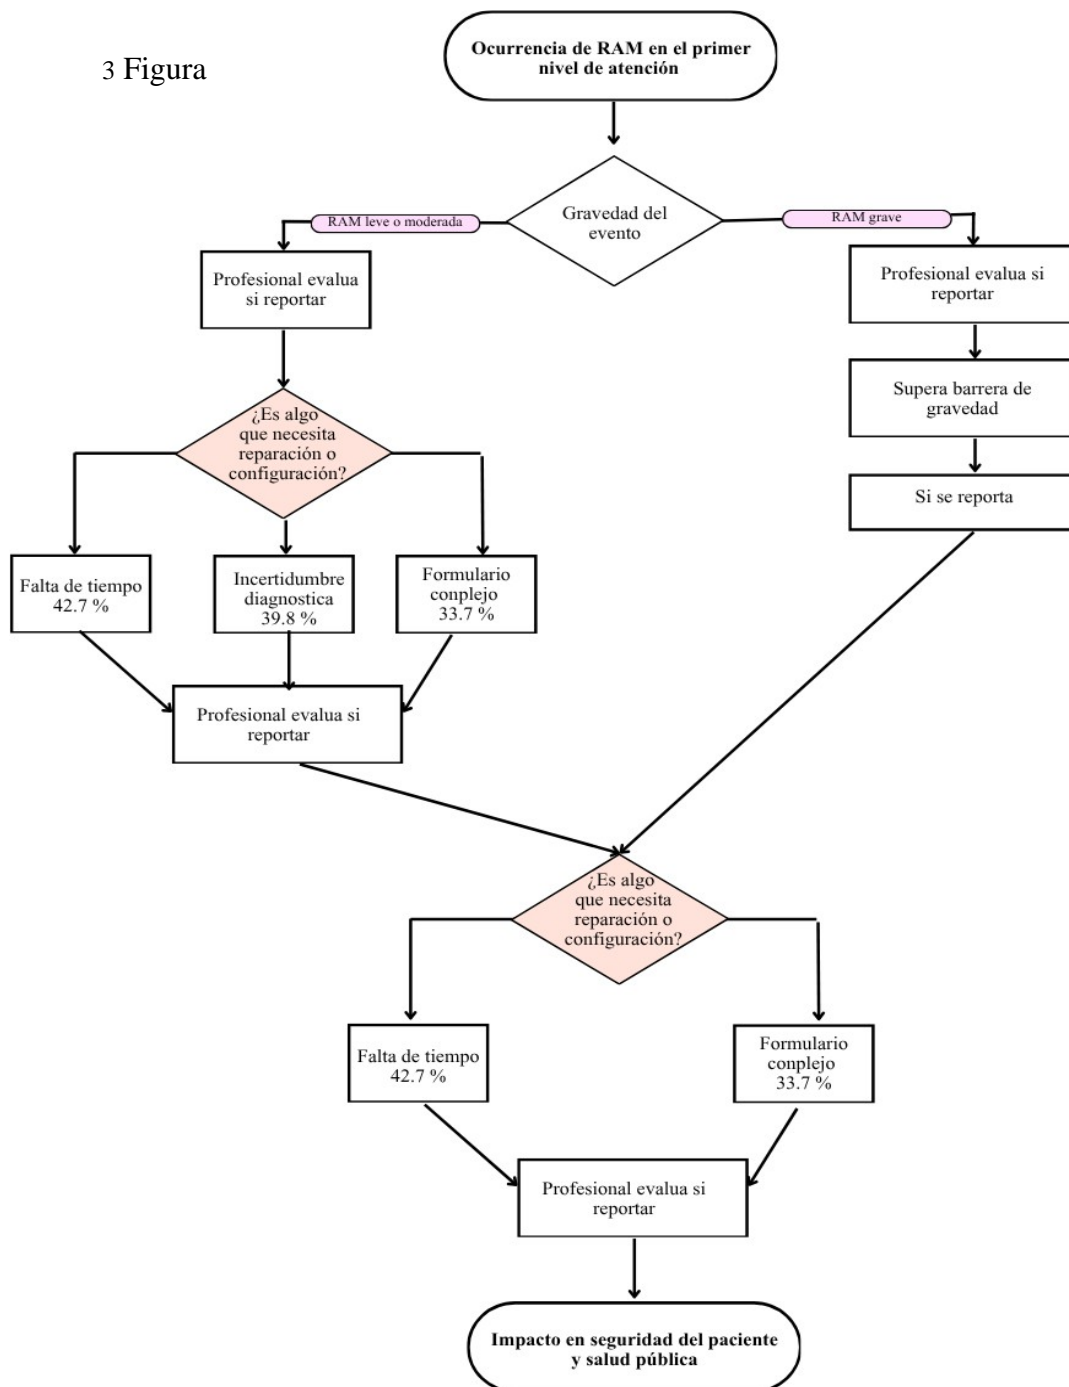 3 Figura
Ocurrencia de RAM en el primer
nivel de atención
Gravedad del
evento
RAM leve o moderada
RAM grave
Profesional evalua
si reportar
Profesional evalua si
reportar
Supera barrera de
gravedad
Si se reporta
¿Es algo
que necesita
reparación o
configuración?
Falta de tiempo
42.7 %
Incertidumbre
diagnostica
39.8 %
Formulario
conplejo
33.7 %
Profesional evalua si
reportar
¿Es algo
que necesita
reparación o
configuración?
Falta de tiempo
42.7 %
Formulario
conplejo
33.7 %
Profesional evalua si
reportar
Impacto en seguridad del paciente
y salud pública